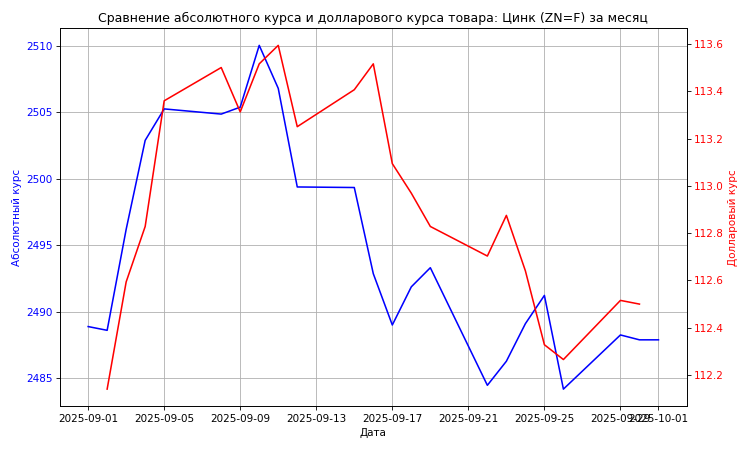 Сравнение абсолютного курса и долларового курса товара: Цинк (ZN=F) за месяц
2510
2505
2500
2495
2490
2485
Абсолютный курс
113.6
113.4
113.2
113.0
112.8
112.6
112.4
112.2
Долларовый курс
2025-09-01 2025-09-05 2025-09-09 2025-09-13 2025-09-17 2025-09-21 2025-09-25 2025-09-29 2025-10-01
Дата